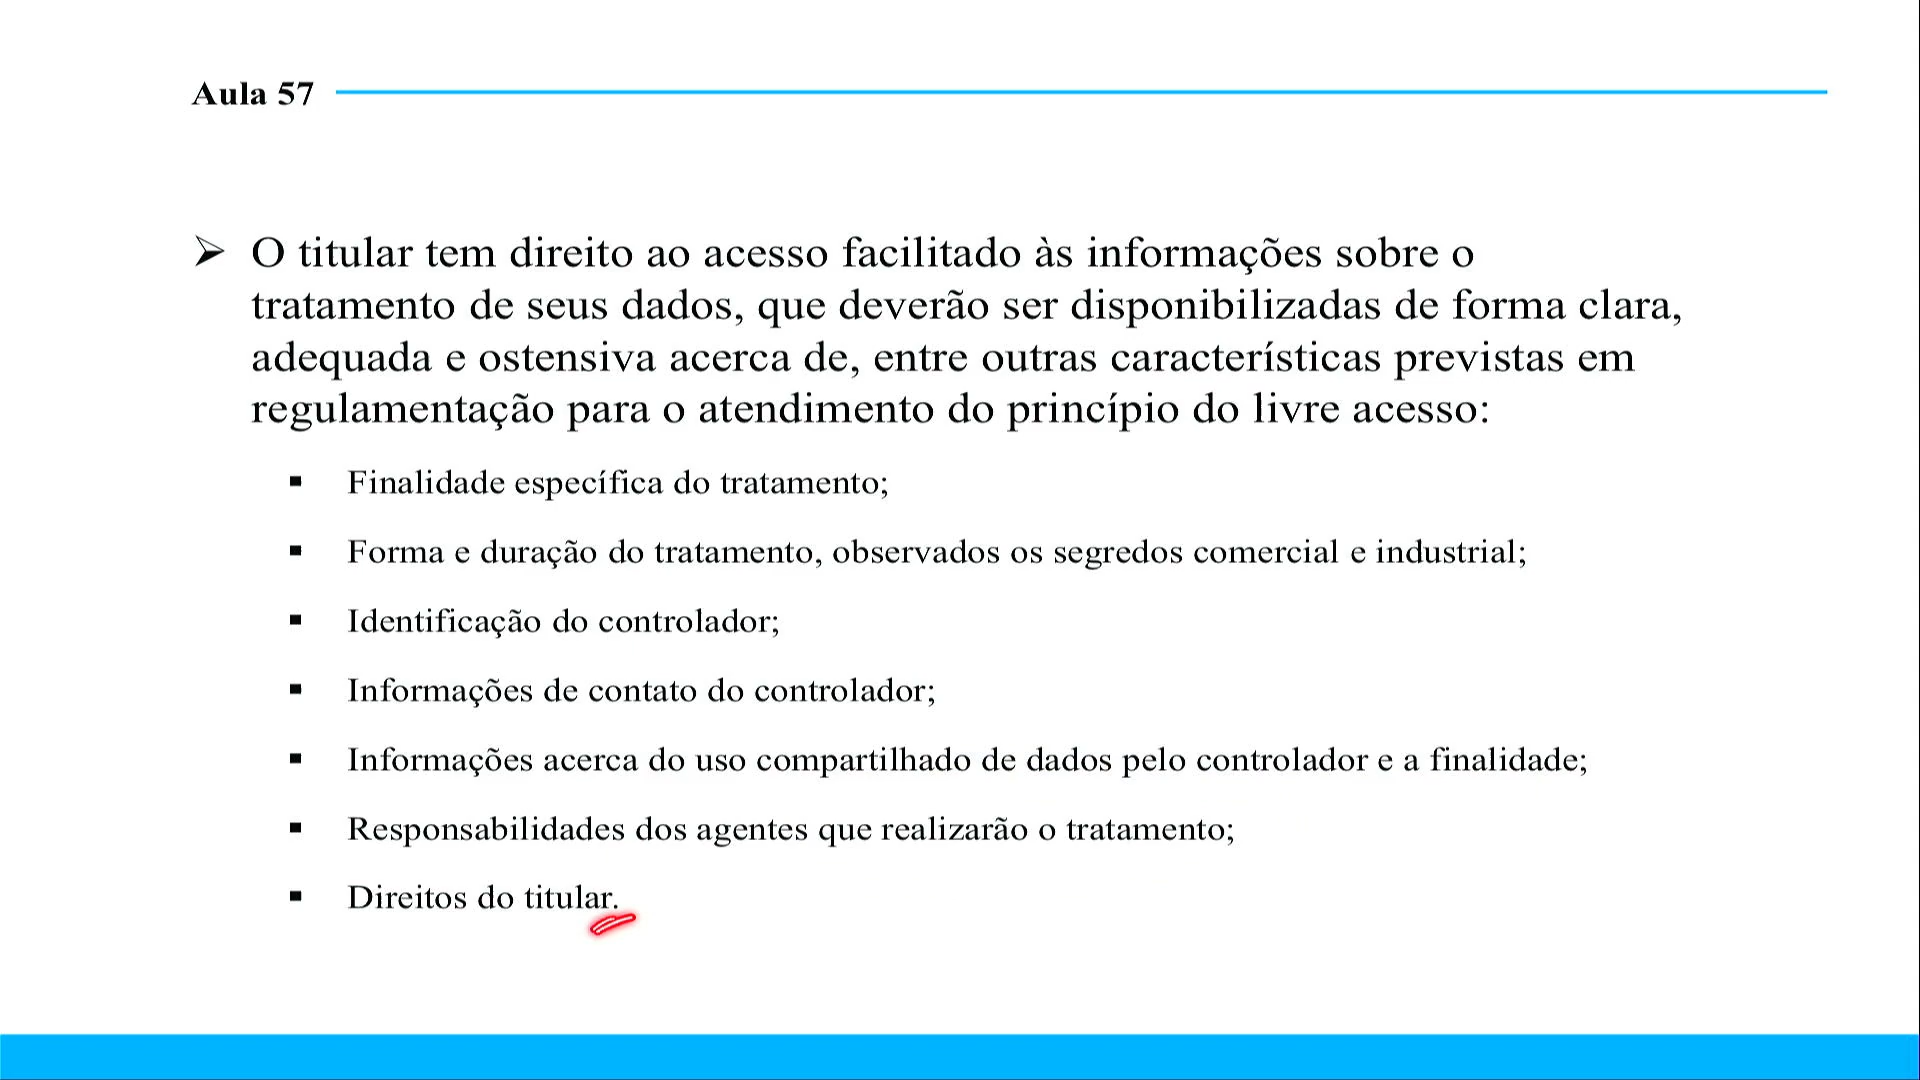 Aula 57
O titular tem direito ao acesso facilitado às informações sobre o
tratamento de seus dados, que deverão ser disponibilizadas de forma clara,
adequada e ostensiva acerca de, entre outras características previstas em
regulamentação para o atendimento do princípio do livre acesso:
Finalidade específica do tratamento;
Forma e duração do tratamento, observados os segredos comercial e industrial;
Identificação do controlador;
Informações de contato do controlador;
Informações acerca do uso compartilhado de dados pelo controlador e a finalidade;
Responsabilidades dos agentes que realizarão o tratamento;
Direitos do titular.